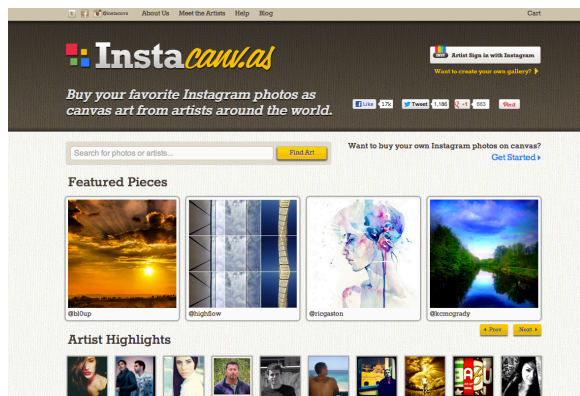 @instacanvs About Us Meet the Artists Help Blog Cart
Instacanv.as
Artist Sign in with Instagram
Want to create your own gallery?
Buy your favorite Instagram photos as
canvas art from artists around the world.
Like 17k Tweet 1,186 +1 663 Pin it
Search for photos or artists... Find Art
Want to buy your own Instagram photos on canvas?
Get Started
Featured Pieces
@bl0up @highflow @ricgaston @kcmcgrady
Prev Next
Artist Highlights